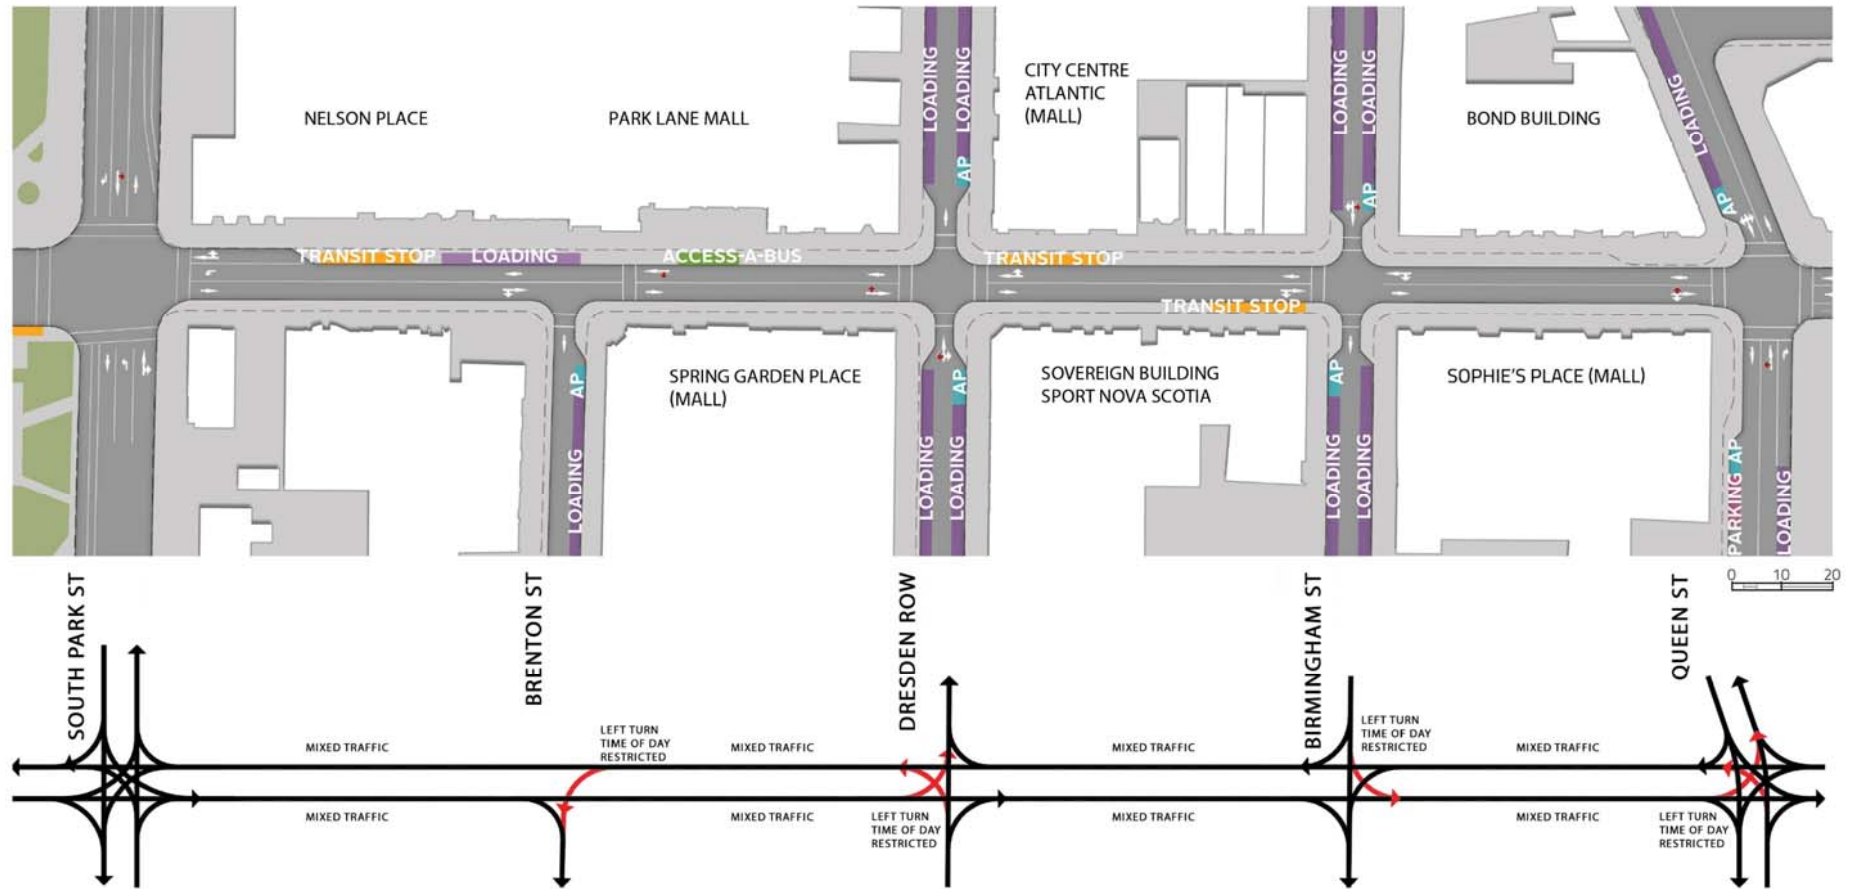 LOADING
LOADING
AP
CITY CENTRE
ATLANTIC
(MALL)
LOADING
LOADING
AP
LOADING
AP
NELSON PLACE
PARK LANE MALL
BOND BUILDING
TRANSIT STOP
LOADING
ACCESS-A-BUS
TRANSIT STOP
TRANSIT STOP
AP
LOADING
SPRING GARDEN PLACE
(MALL)
AP
LOADING
LOADING
SOVEREIGN BUILDING
SPORT NOVA SCOTIA
AP
LOADING
LOADING
SOPHIE'S PLACE (MALL)
PARKING AP
LOADING
0 10 20
SOUTH PARK ST
BRENTON ST
DRESDEN ROW
BIRMINGHAM ST
QUEEN ST
LEFT TURN
TIME OF DAY
RESTRICTED
LEFT TURN
TIME OF DAY
RESTRICTED
MIXED TRAFFIC
MIXED TRAFFIC
MIXED TRAFFIC
MIXED TRAFFIC
MIXED TRAFFIC
MIXED TRAFFIC
MIXED TRAFFIC
MIXED TRAFFIC
LEFT TURN
TIME OF DAY
RESTRICTED
LEFT TURN
TIME OF DAY
RESTRICTED